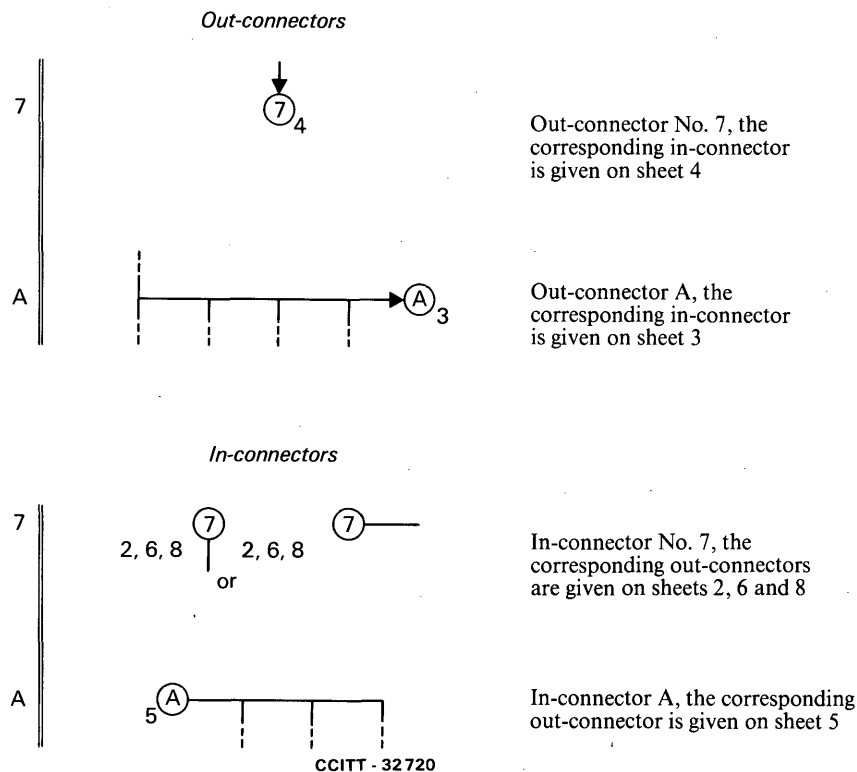 Out-connectors
7
7
4
Out-connector No. 7, the
corresponding in-connector
is given on sheet 4
A
A
3
Out-connector A, the
corresponding in-connector
is given on sheet 3
In-connectors
7
7
7
2, 6, 8
2, 6, 8
or
In-connector No. 7, the
corresponding out-connectors
are given on sheets 2, 6 and 8
A
A
5
In-connector A, the corresponding
out-connector is given on sheet 5
CCITT - 32720